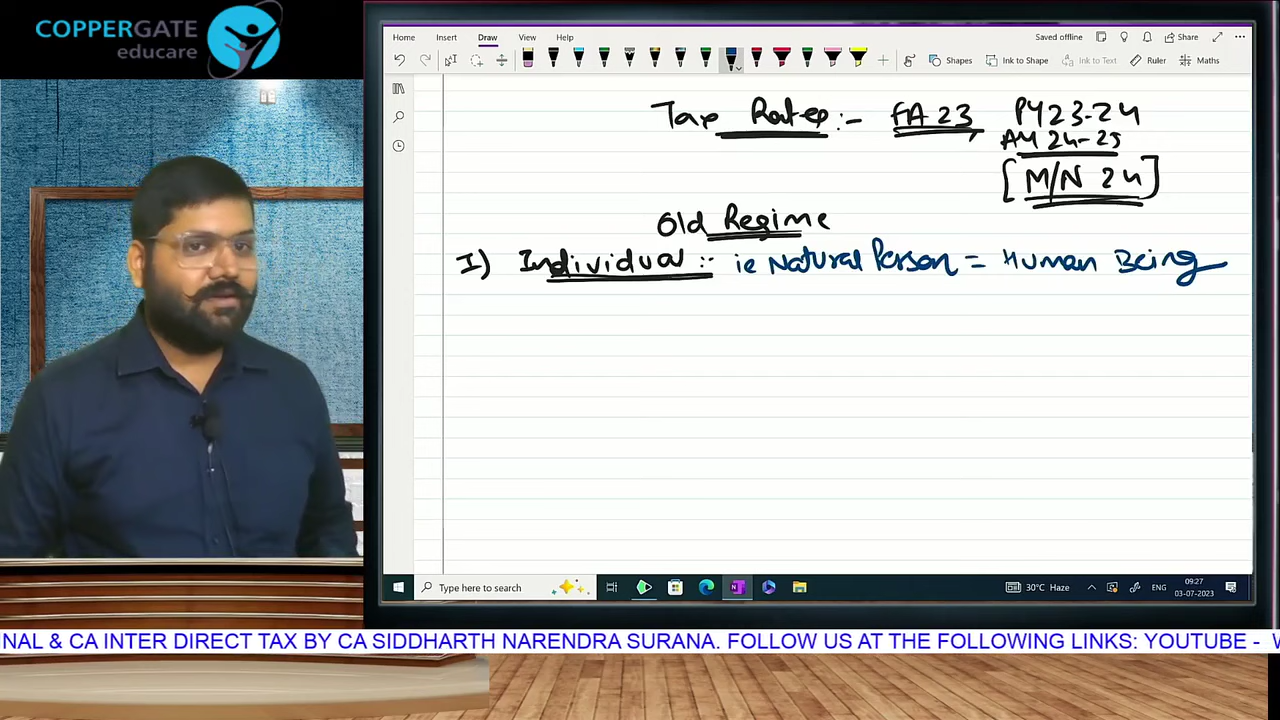 COPPERGATE
educare
Home Insert Draw View Help
Saved offline
Share
Shapes
Ink to Shape
Ink to Text
Ruler
Maths
Tax Rates :- FA 23, PY 23-24
AY 24-25
[M/N 24]
Old Regime
I) Individual :- ie Natural Person = Human Being
Type here to search
30°C Haze
ENG
09:27
03-07-2023
NAL & CA INTER DIRECT TAX BY CA SIDDHARTH NARENDRA SURANA. FOLLOW US AT THE FOLLOWING LINKS: YOUTUBE -